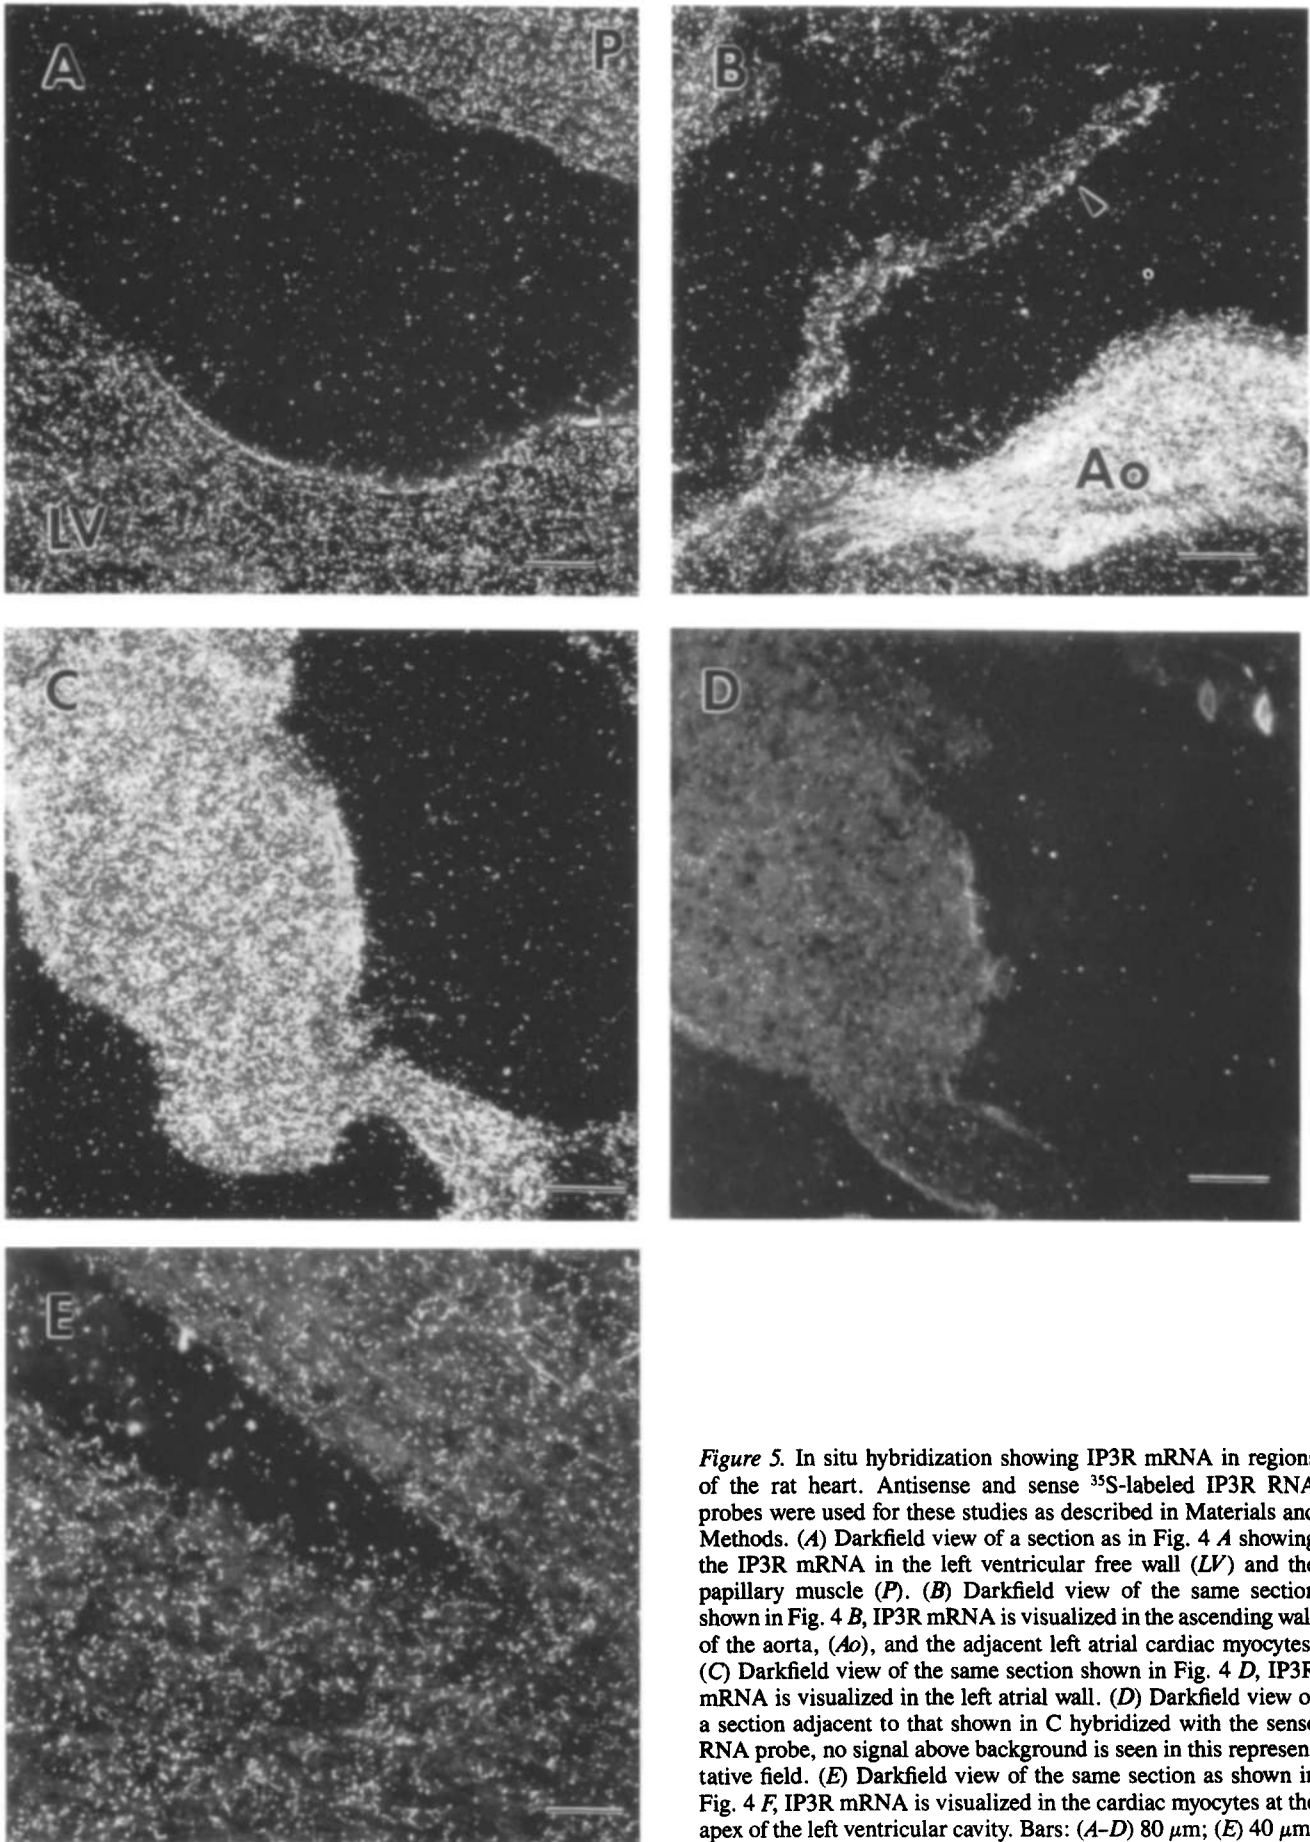 A
P
LV
B
Ao
C
D
E
Figure 5. In situ hybridization showing IP3R mRNA in region
of the rat heart. Antisense and sense ³⁵S-labeled IP3R RNA
probes were used for these studies as described in Materials and
Methods. (A) Darkfield view of a section as in Fig. 4 A showing
the IP3R mRNA in the left ventricular free wall (LV) and the
papillary muscle (P). (B) Darkfield view of the same section
shown in Fig. 4 B, IP3R mRNA is visualized in the ascending wal
of the aorta, (Ao), and the adjacent left atrial cardiac myocytes
(C) Darkfield view of the same section shown in Fig. 4 D, IP3R
mRNA is visualized in the left atrial wall. (D) Darkfield view o
a section adjacent to that shown in C hybridized with the sense
RNA probe, no signal above background is seen in this represen
tative field. (E) Darkfield view of the same section as shown in
Fig. 4 F, IP3R mRNA is visualized in the cardiac myocytes at the
apex of the left ventricular cavity. Bars: (A–D) 80 μm; (E) 40 μm